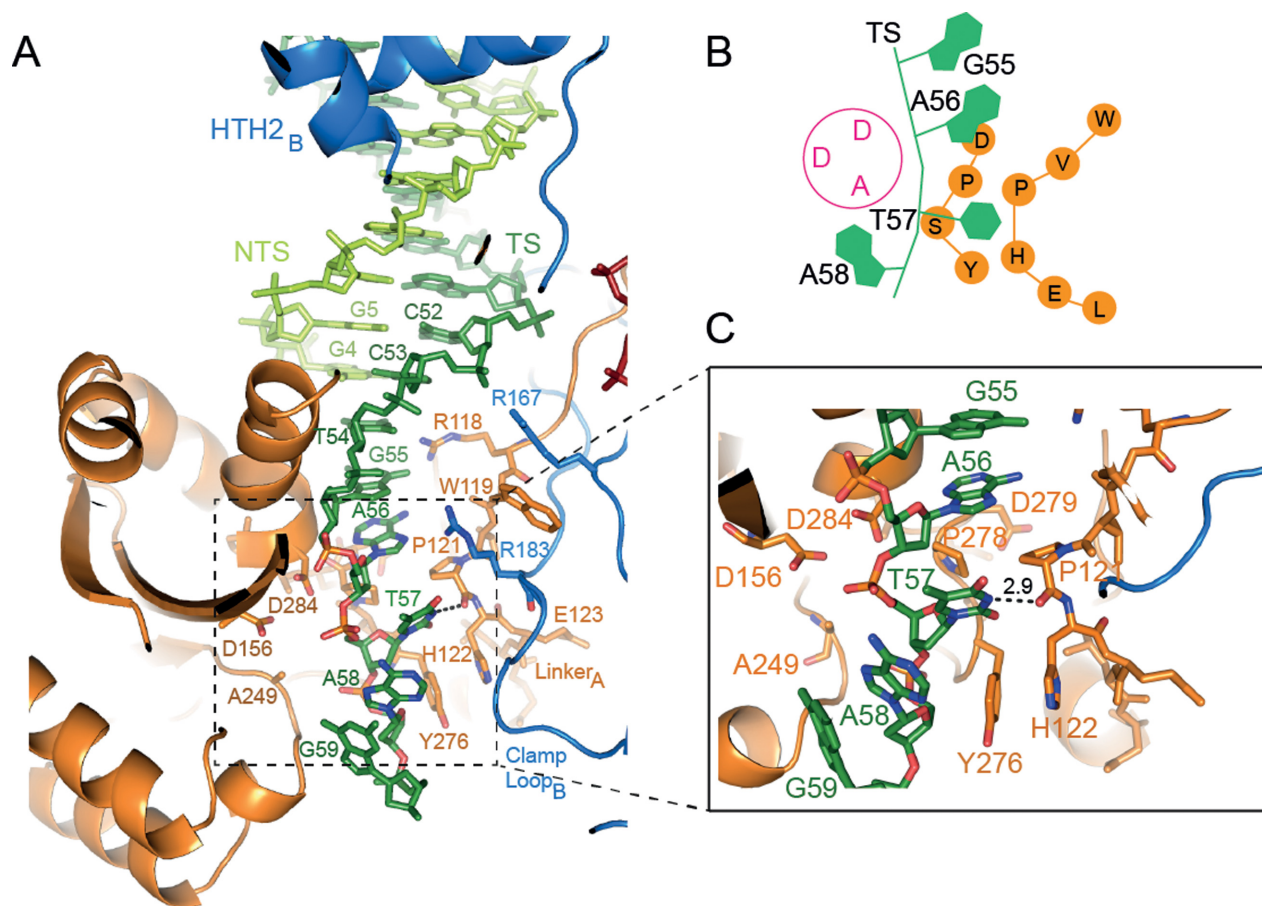 A
HTH2B
NTS
TS
G5
C52
G4
C53
R167
T54
R118
G55
W119
A56
P121
R183
D284
T57
E123
D156
H122
LinkerA
A58
A249
Y276
G59
Clamp
LoopB
B
TS
G55
A56
D
D
A
D
P
S
Y
W
V
P
H
E
L
T57
A58
C
G55
A56
D284
D279
P278
D156
P121
T57
2.9
A249
A58
H122
Y276
G59